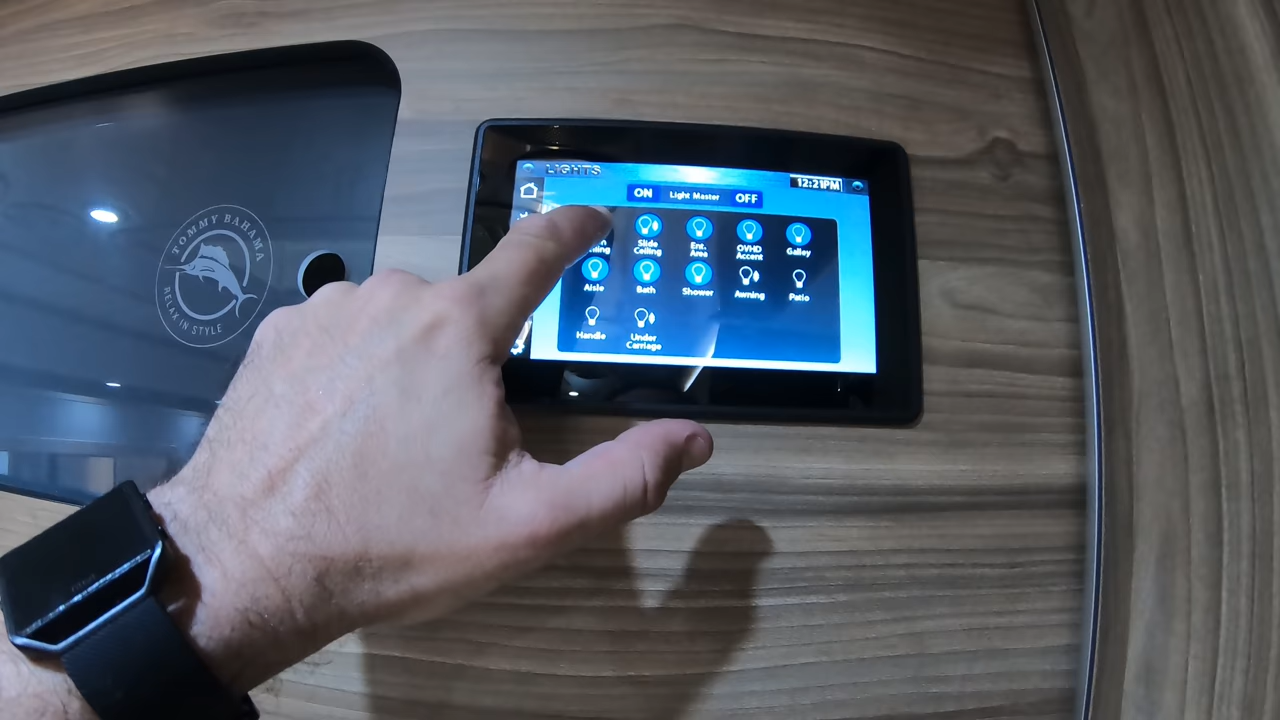 TOMMY BAHAMA
RELAX IN STYLE
LIGHTS
12:21PM
ON Light Master OFF
Slide Ceiling
Ent. Area
OVHD Accent
Galley
Aisle
Bath
Shower
Awning
Patio
Handle
Under Carriage